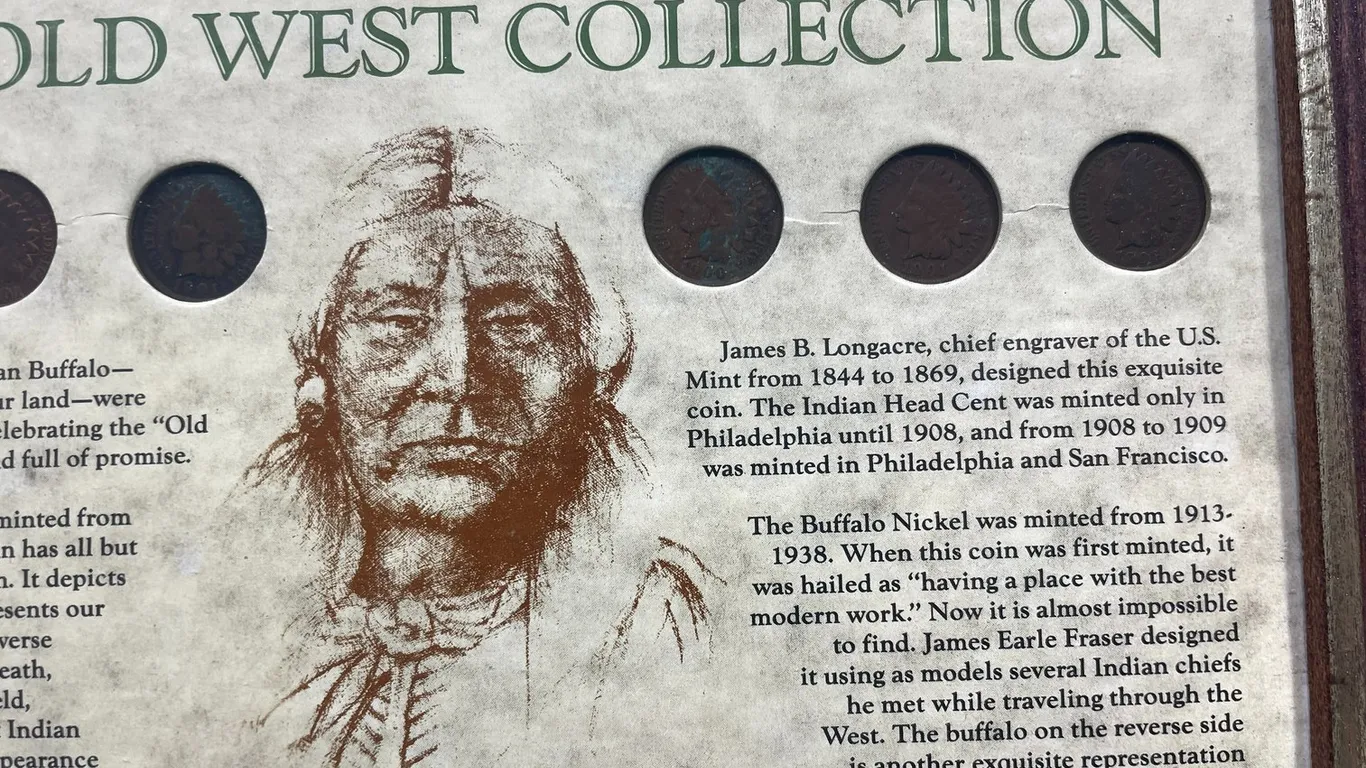 OLD WEST COLLECTION
an Buffalo—
ur land—were
elebrating the “Old
d full of promise.
minted from
n has all but
n. It depicts
esents our
verse
eath,
eld,
t Indian
pearance
James B. Longacre, chief engraver of the U.S.
Mint from 1844 to 1869, designed this exquisite
coin. The Indian Head Cent was minted only in
Philadelphia until 1908, and from 1908 to 1909
was minted in Philadelphia and San Francisco.
The Buffalo Nickel was minted from 1913-
1938. When this coin was first minted, it
was hailed as “having a place with the best
modern work.” Now it is almost impossible
to find. James Earle Fraser designed
it using as models several Indian chiefs
he met while traveling through the
West. The buffalo on the reverse side
is another exquisite representation